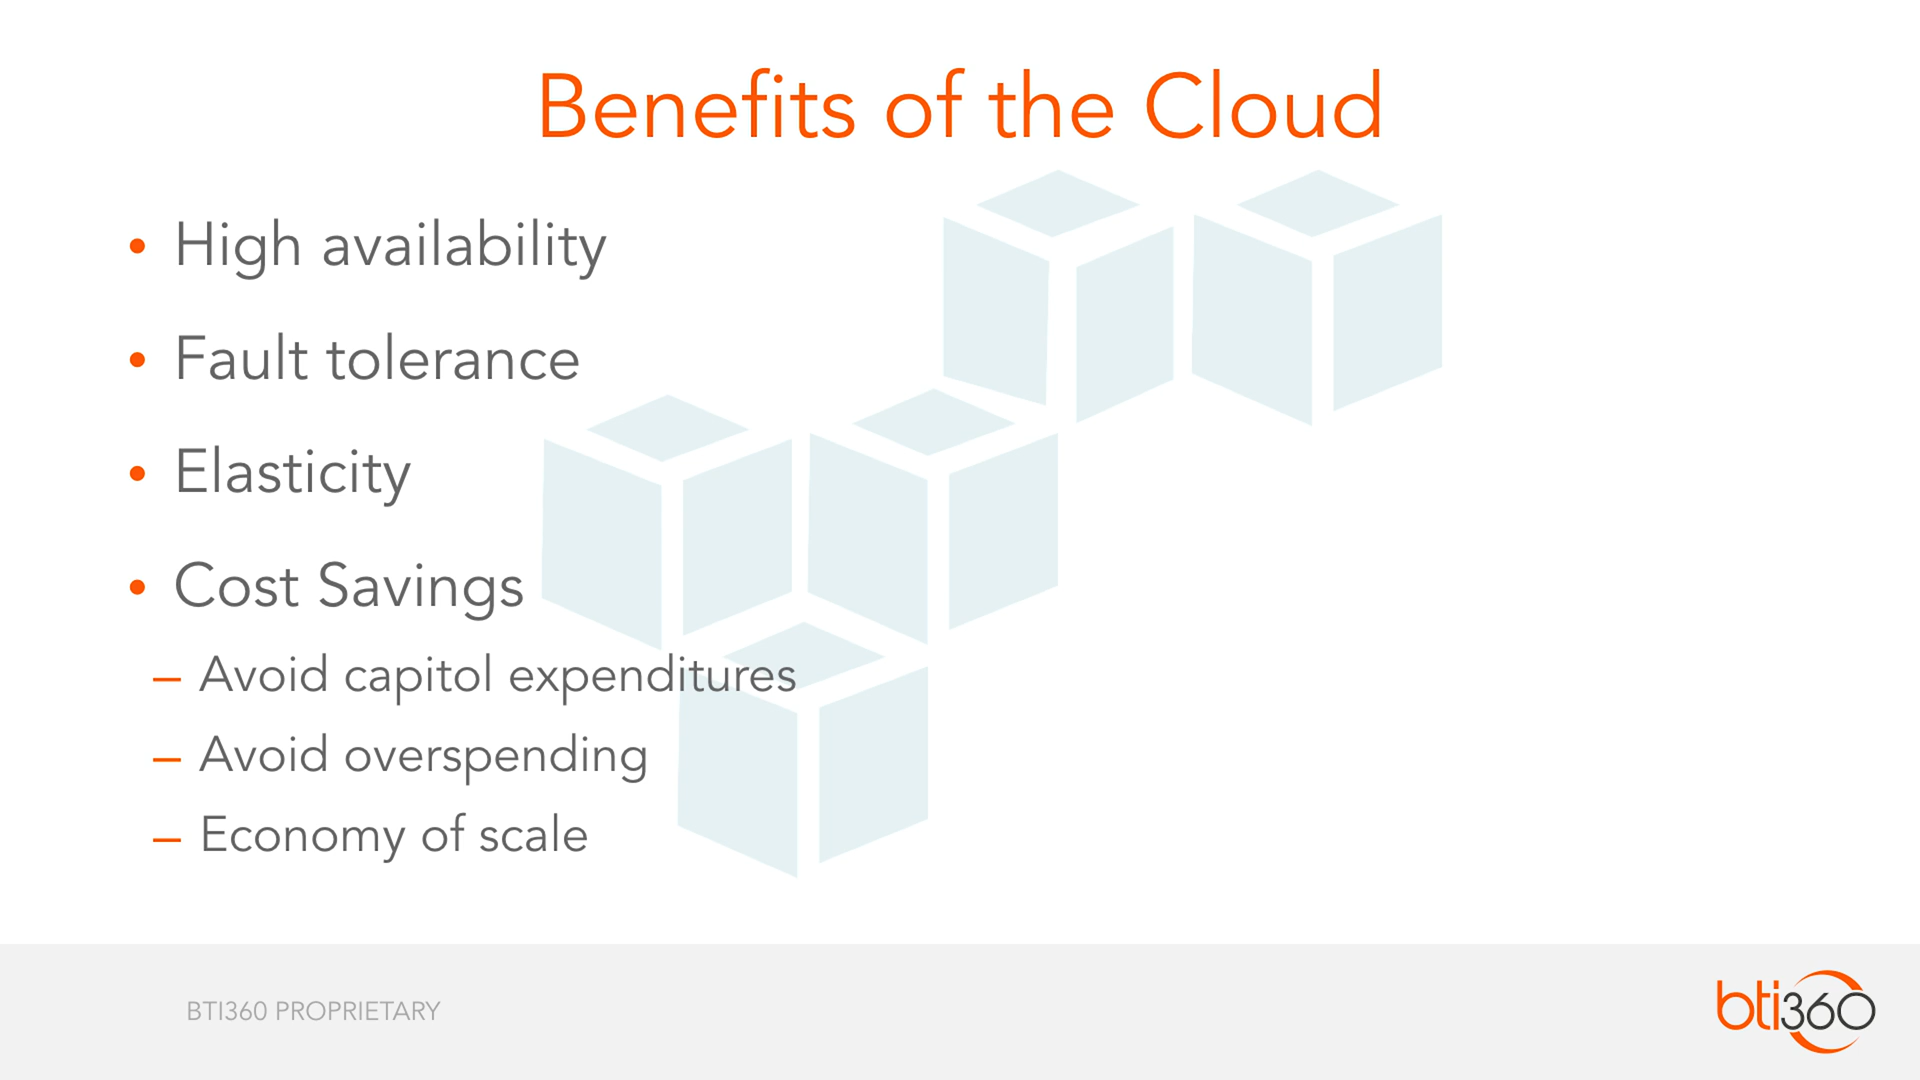 Benefits of the Cloud
• High availability
• Fault tolerance
• Elasticity
• Cost Savings
– Avoid capitol expenditures
– Avoid overspending
– Economy of scale
BTI360 PROPRIETARY
bti360